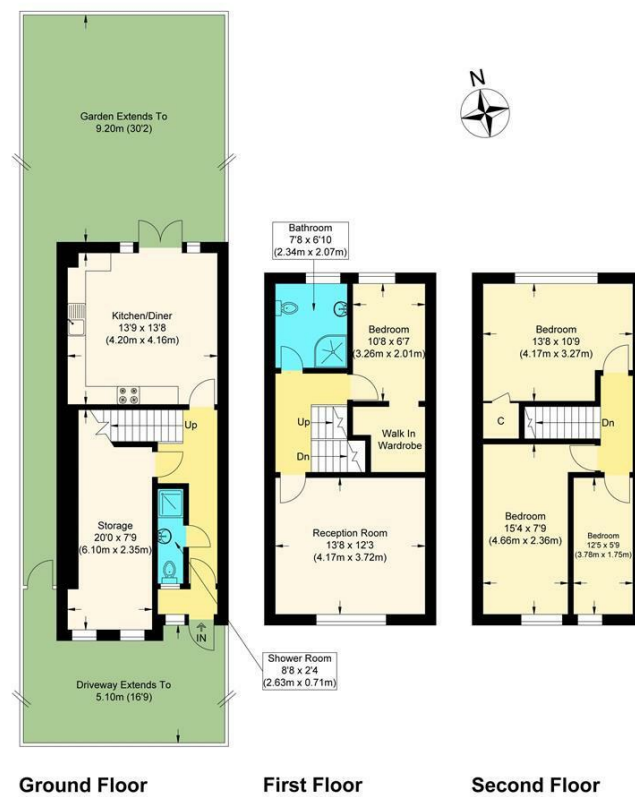 Garden Extends To
9.20m (30'2)
N
Kitchen/Diner
13'9 x 13'8
(4.20m x 4.16m)
Up
Storage
20'0 x 7'9
(6.10m x 2.35m)
IN
Shower Room
8'8 x 2'4
(2.63m x 0.71m)
Driveway Extends To
5.10m (16'9)
Ground Floor
Bathroom
7'8 x 6'10
(2.34m x 2.07m)
Bedroom
10'8 x 6'7
(3.26m x 2.01m)
Up
Dn
Walk In
Wardrobe
Reception Room
13'8 x 12'3
(4.17m x 3.72m)
First Floor
Bedroom
13'8 x 10'9
(4.17m x 3.27m)
C
Dn
Bedroom
15'4 x 7'9
(4.66m x 2.36m)
Bedroom
12'5 x 5'9
(3.78m x 1.75m)
Second Floor